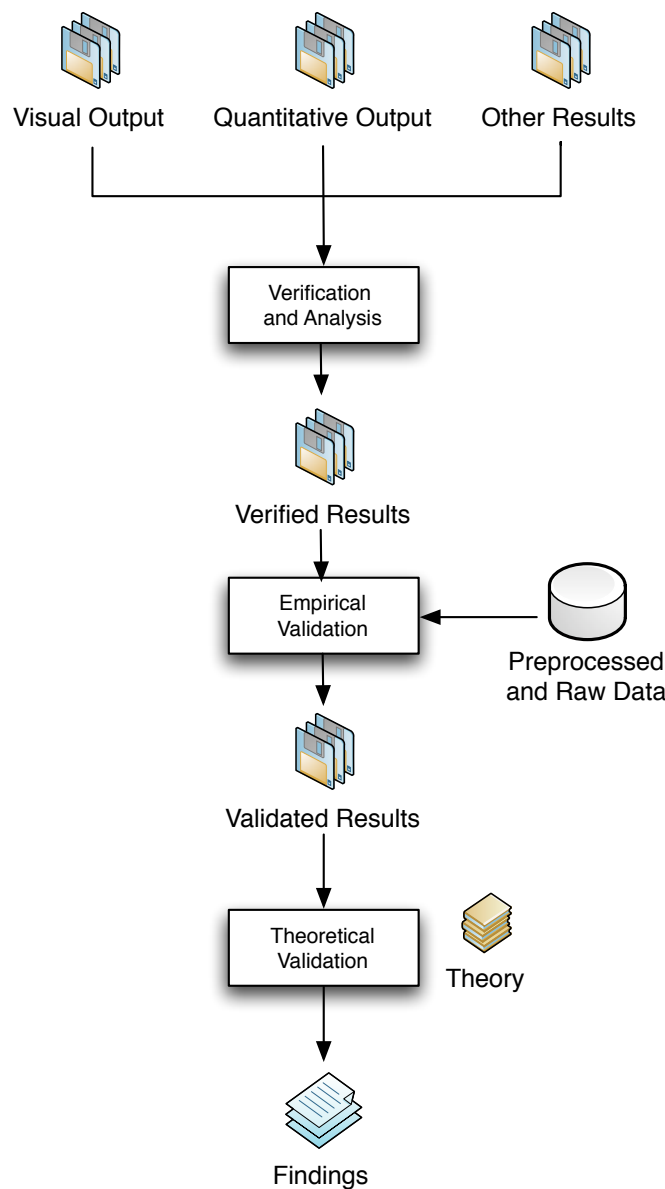 Visual Output
Quantitative Output
Other Results
Verification
and Analysis
Verified Results
Empirical
Validation
Preprocessed
and Raw Data
Validated Results
Theoretical
Validation
Theory
Findings